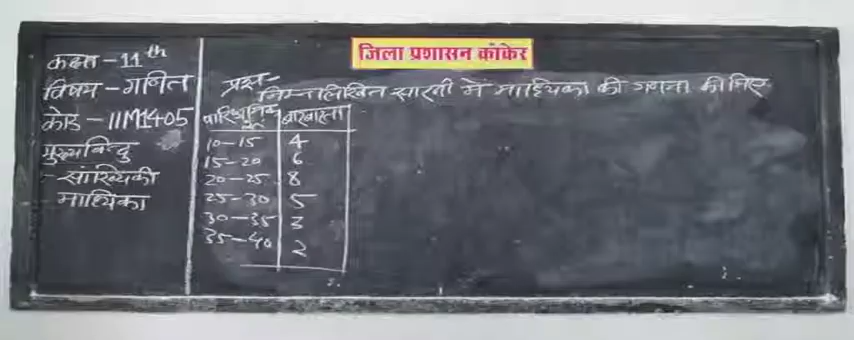 जिला प्रशासन कांकेर
कक्षा - 11th
विषय - गणित
कोड - 11M1405
मुख्य बिन्दु
- सांख्यिकी
माध्यिका
प्रश्न-
निम्नलिखित सारणी में माध्यिका की गणना कीजिए
पारिश्रमिक बारंबारता
10-15 4
15-20 6
20-25 8
25-30 5
30-35 3
35-40 2